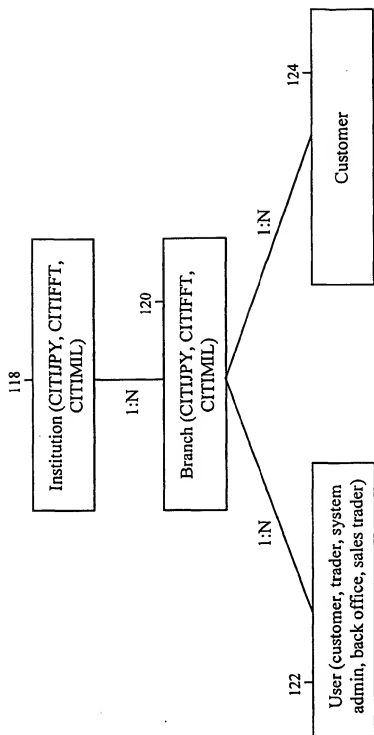 118
Institution (CITIJPY, CITIFFT,
CITIMIL)
1:N
120
Branch (CITIJPY, CITIFFT,
CITIMIL)
1:N
1:N
122
User (customer, trader, system
admin, back office, sales trader)
124
Customer